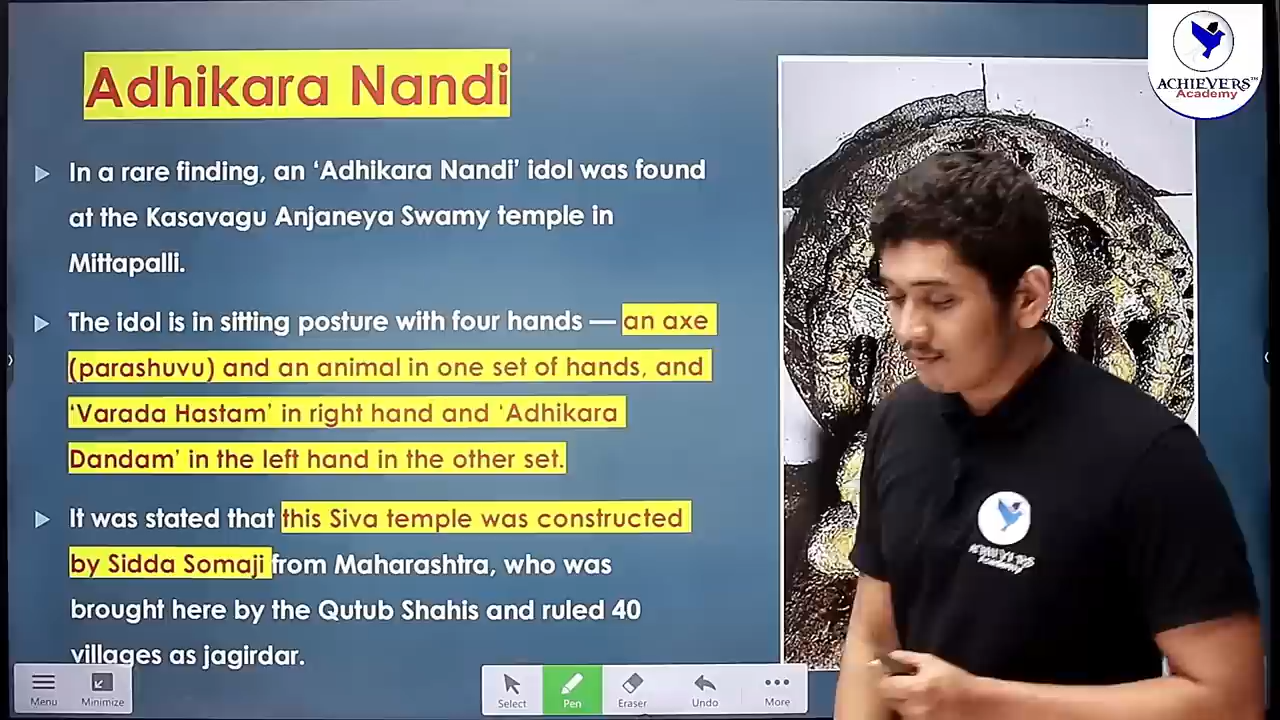 Adhikara Nandi
In a rare finding, an ‘Adhikara Nandi’ idol was found
at the Kasavagu Anjaneya Swamy temple in
Mittapalli.
The idol is in sitting posture with four hands — an axe
(parashuvu) and an animal in one set of hands, and
‘Varada Hastam’ in right hand and ‘Adhikara
Dandam’ in the left hand in the other set.
It was stated that this Siva temple was constructed
by Sidda Somaji from Maharashtra, who was
brought here by the Qutub Shahis and ruled 40
villages as jagirdar.
ACHIEVERS™
Academy
ACHIEVERS
Academy
Menu
Minimize
Select
Pen
Eraser
Undo
More